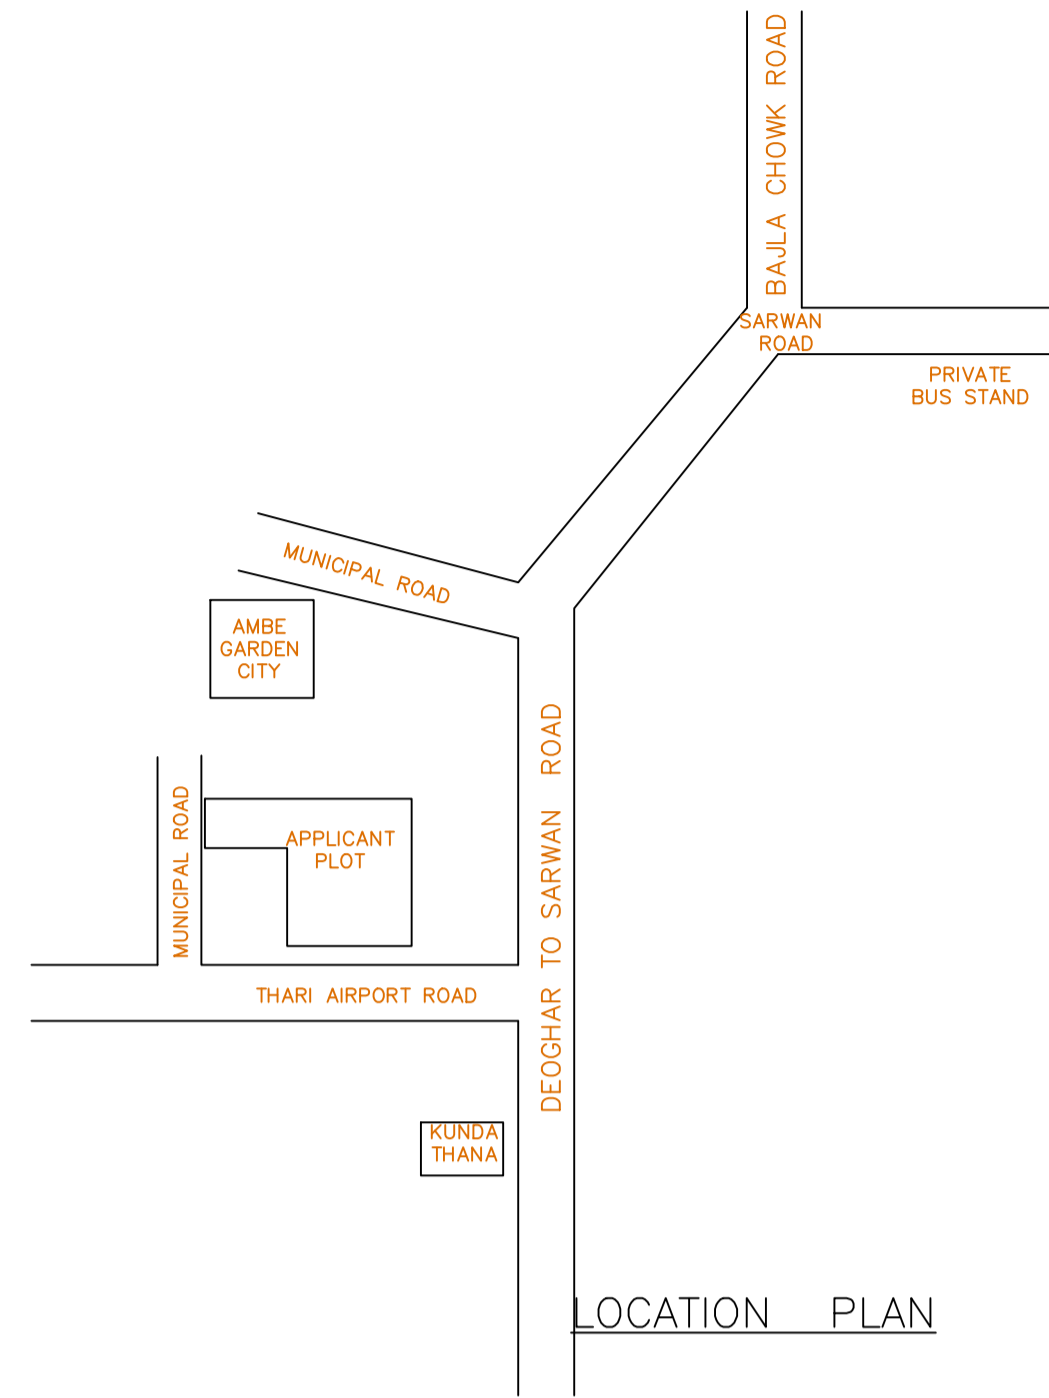 BAJLA CHOWK ROAD
SARWAN
ROAD
PRIVATE
BUS STAND
MUNICIPAL ROAD
AMBE
GARDEN
CITY
DEOGHAR TO SARWAN ROAD
MUNICIPAL ROAD
APPLICANT
PLOT
THARI AIRPORT ROAD
KUNDA
THANA
LOCATION PLAN